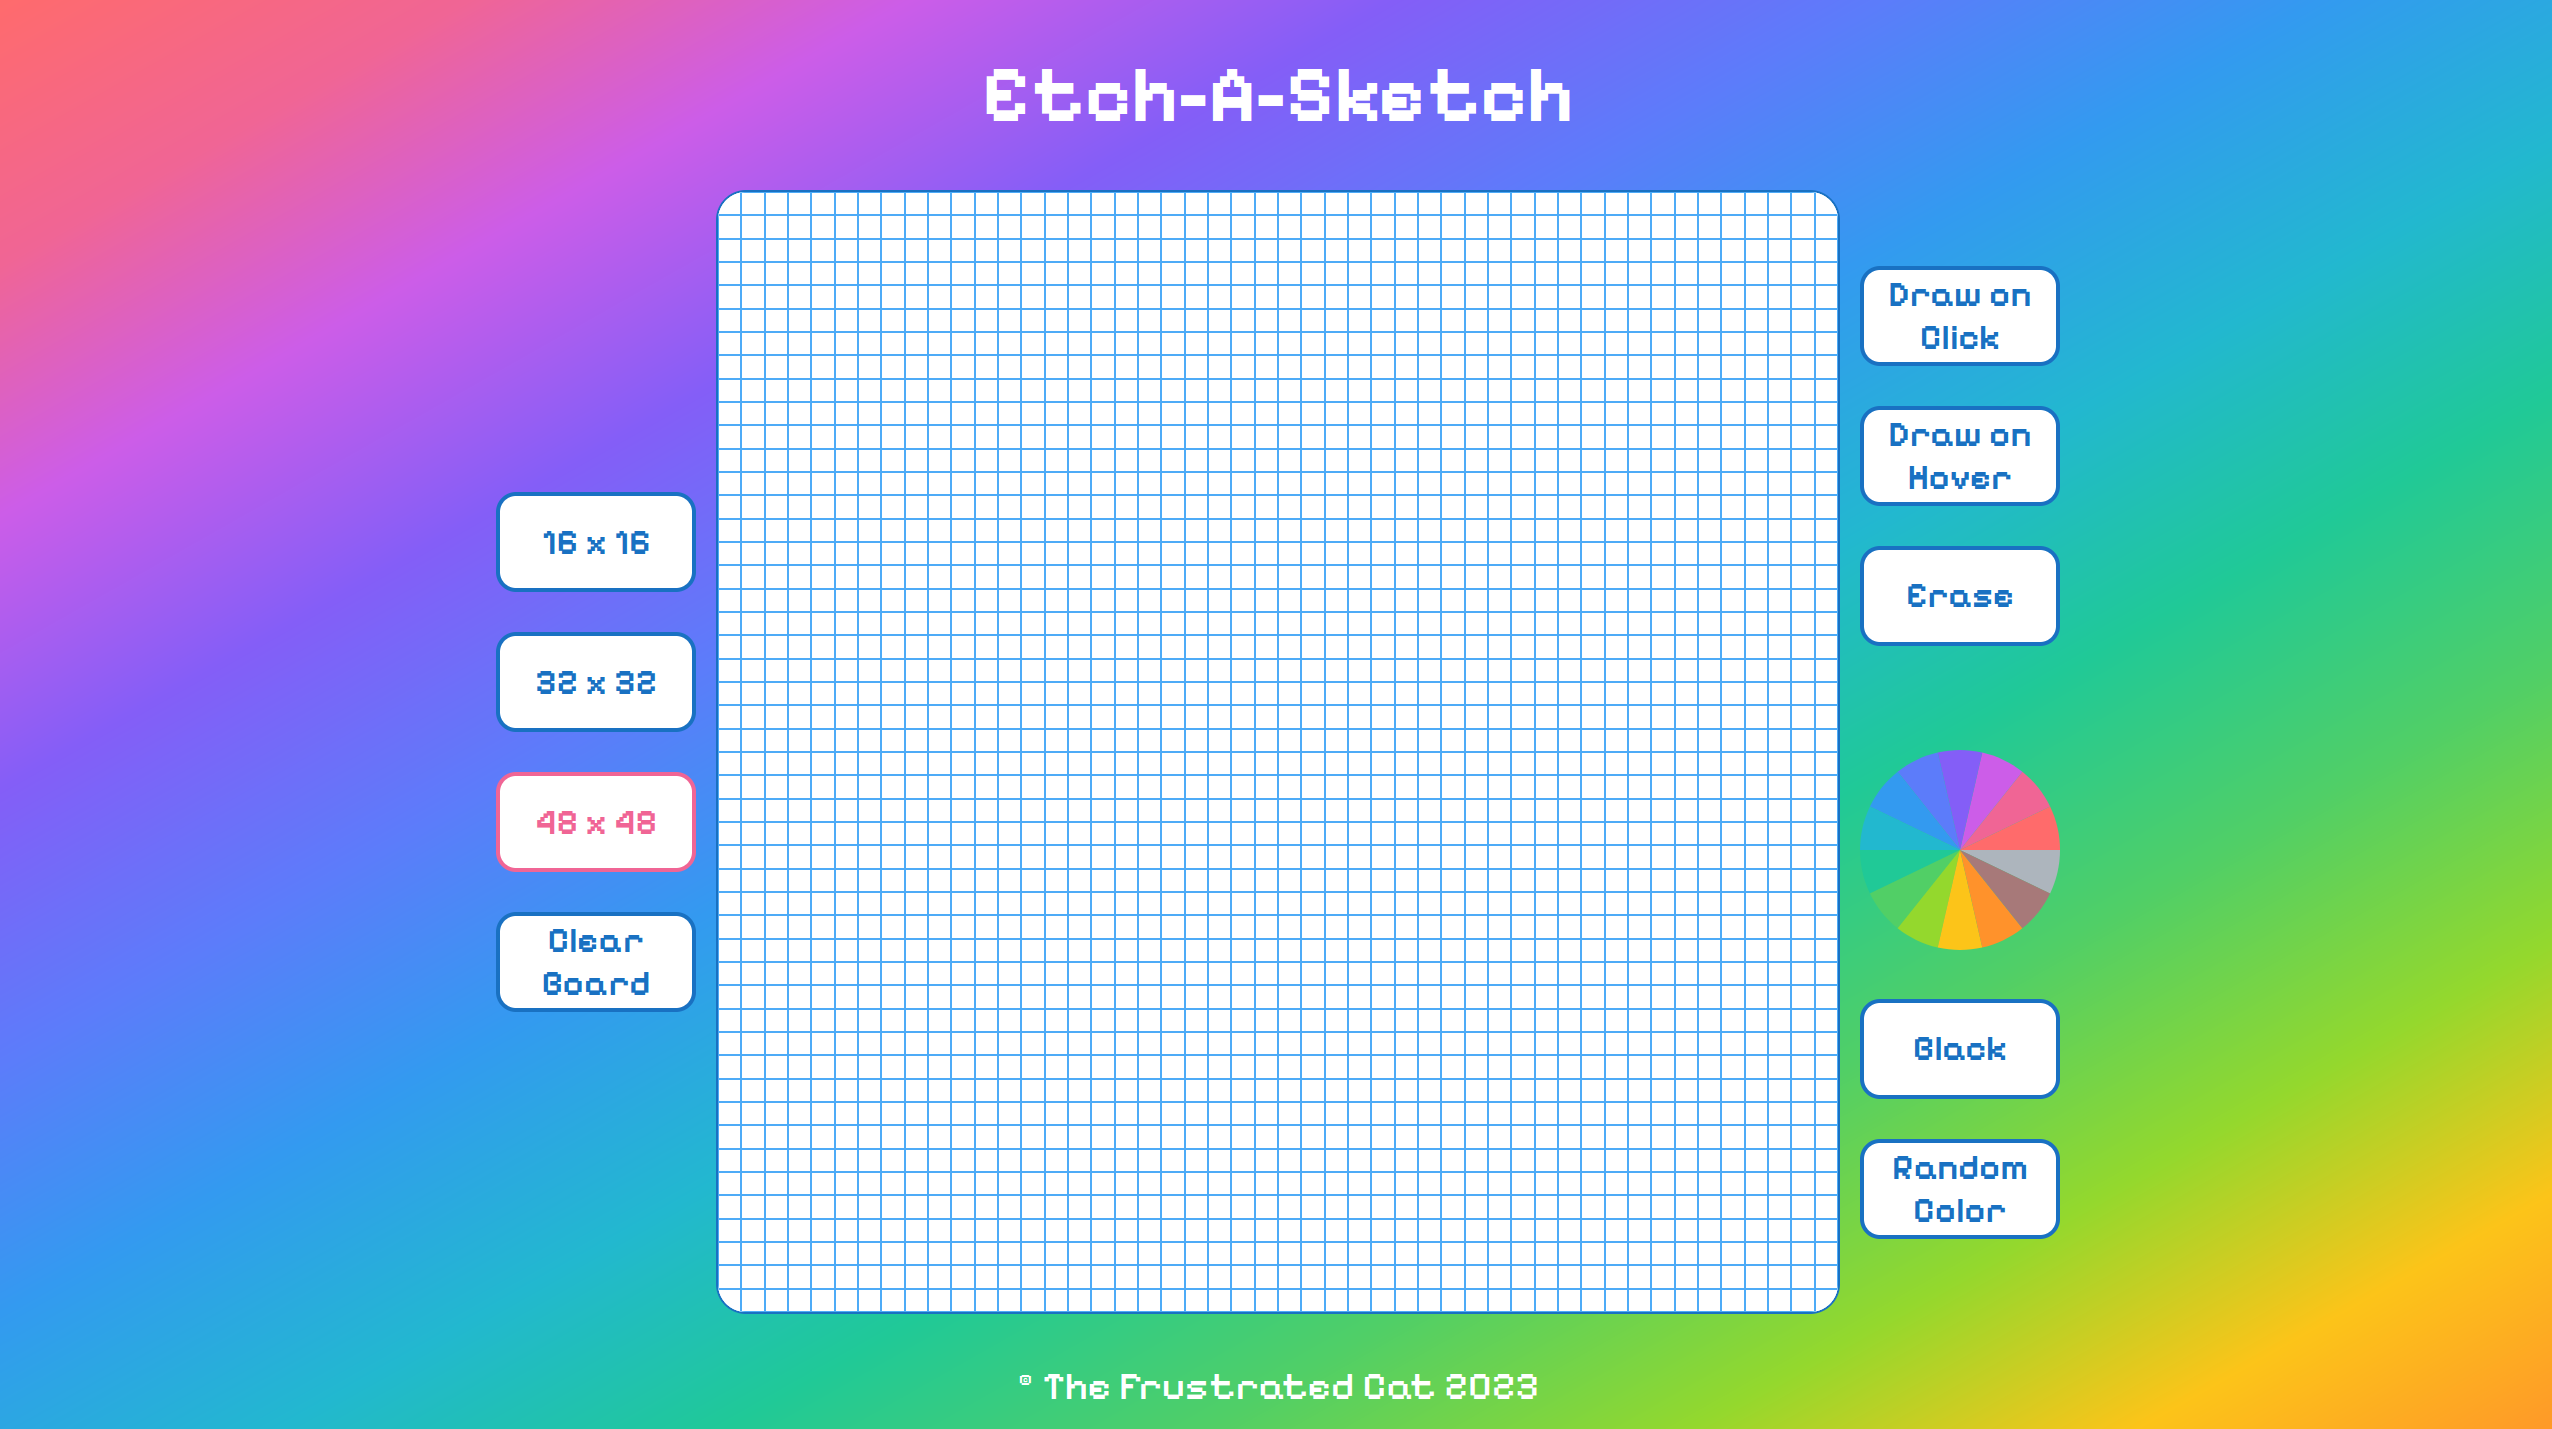 Etch-A-Sketch
16 x 16
32 x 32
48 x 48
Clear
Board
Draw on
Click
Draw on
Hover
Erase
Black
Random
Color
© The Frustrated Cat 2023